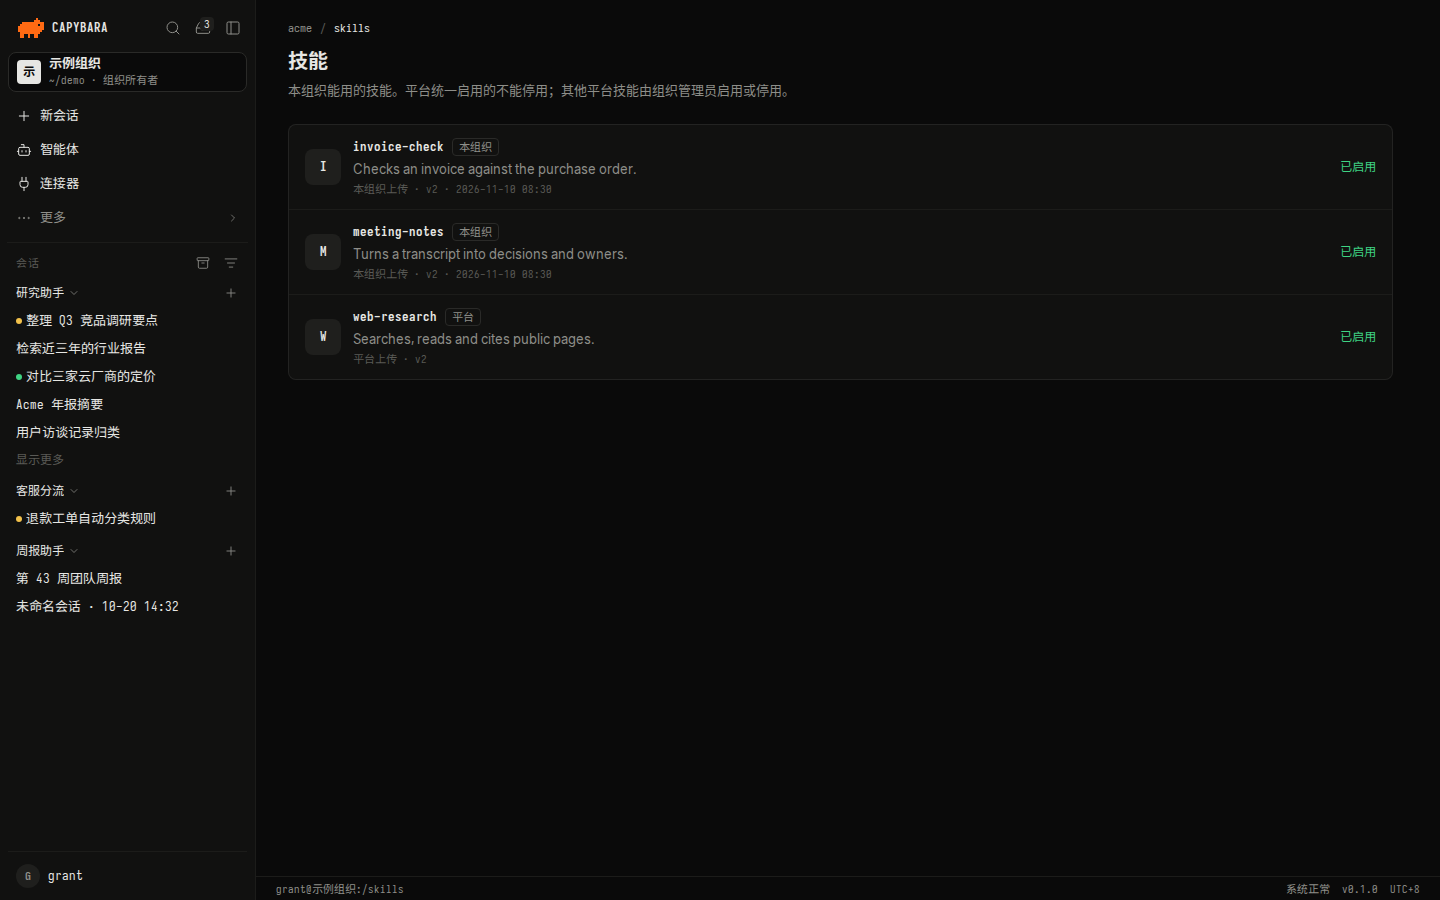 CAPYBARA
3
示
示例组织
~/demo · 组织所有者
新会话
智能体
连接器
更多
会话
研究助手
整理 Q3 竞品调研要点
检索近三年的行业报告
对比三家云厂商的定价
Acme 年报摘要
用户访谈记录归类
显示更多
客服分流
退款工单自动分类规则
周报助手
第 43 周团队周报
未命名会话 · 10-20 14:32
G
grant
acme / skills
技能
本组织能用的技能。平台统一启用的不能停用；其他平台技能由组织管理员启用或停用。
I
invoice-check 本组织
Checks an invoice against the purchase order.
本组织上传 · v2 · 2026-11-10 08:30
已启用
M
meeting-notes 本组织
Turns a transcript into decisions and owners.
本组织上传 · v2 · 2026-11-10 08:30
已启用
W
web-research 平台
Searches, reads and cites public pages.
平台上传 · v2
已启用
grant@示例组织:/skills
系统正常 v0.1.0 UTC+8